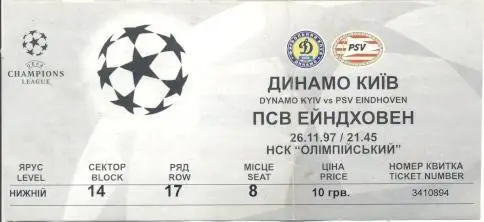 UEFA
CHAMPIONS
LEAGUE
PSV
ДИНАМО КИЇВ
DYNAMO KYIV vs PSV EINDHOVEN
ПСВ ЕЙНДХОВЕН
26.11.97 / 21.45
НСК "ОЛІМПІЙСЬКИЙ"
ЯРУС СЕКТОР РЯД МІСЦЕ ЦІНА НОМЕР КВИТКА
LEVEL BLOCK ROW SEAT PRICE TICKET NUMBER
НИЖНІЙ 14 17 8 10 грн. 3410894